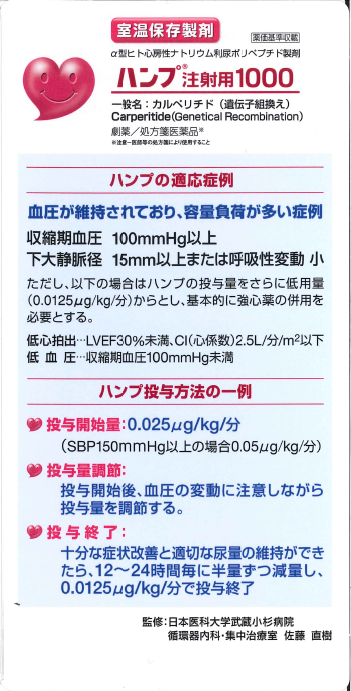 室温保存製剤
薬価基準収載
α型ヒト心房性ナトリウム利尿ポリペプチド製剤
ハンプ®注射用1000
一般名：カルペリチド（遺伝子組換え）
Carperitide(Genetical Recombination)
劇薬／処方箋医薬品※
※注意－医師等の処方箋により使用すること
ハンプの適応症例
血圧が維持されており、容量負荷が多い症例
収縮期血圧 100mmHg以上
下大静脈径 15mm以上または呼吸性変動 小
ただし、以下の場合はハンプの投与量をさらに低用量
（0.0125μg/kg/分）からとし、基本的に強心薬の併用を
必要とする。
低心拍出…LVEF30％未満、CI（心係数）2.5L/分/m²以下
低 血 圧…収縮期血圧100mmHg未満
ハンプ投与方法の一例
投与開始量：0.025μg/kg/分
（SBP150mmHg以上の場合0.05μg/kg/分）
投与量調節：
投与開始後、血圧の変動に注意しながら
投与量を調節する。
投与終了：
十分な症状改善と適切な尿量の維持ができ
たら、12～24時間毎に半量ずつ減量し、
0.0125μg/kg/分で投与終了
監修：日本医科大学武蔵小杉病院
循環器内科・集中治療室 佐藤 直樹